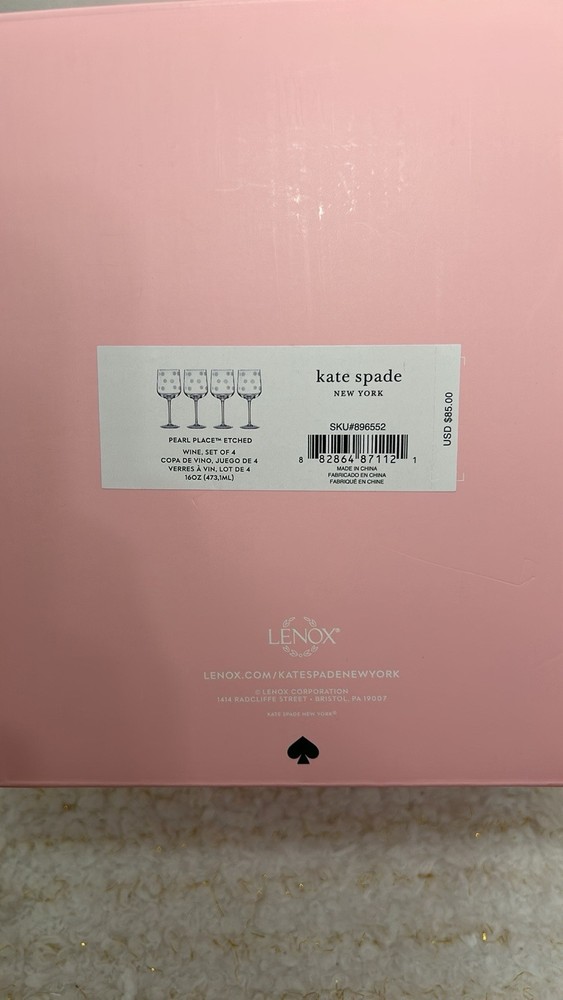 PEARL PLACE™ ETCHED
WINE, SET OF 4
COPA DE VINO, JUEGO DE 4
VERRES À VIN, LOT DE 4
16OZ (473,1ML)
kate spade
NEW YORK
SKU#896552
8 82864 87112 1
MADE IN CHINA
FABRICADO EN CHINA
FABRIQUÉ EN CHINE
USD $85.00
LENOX®
LENOX.COM/KATESPADENEWYORK
© LENOX CORPORATION
1414 RADCLIFFE STREET • BRISTOL, PA 19007
KATE SPADE NEW YORK®